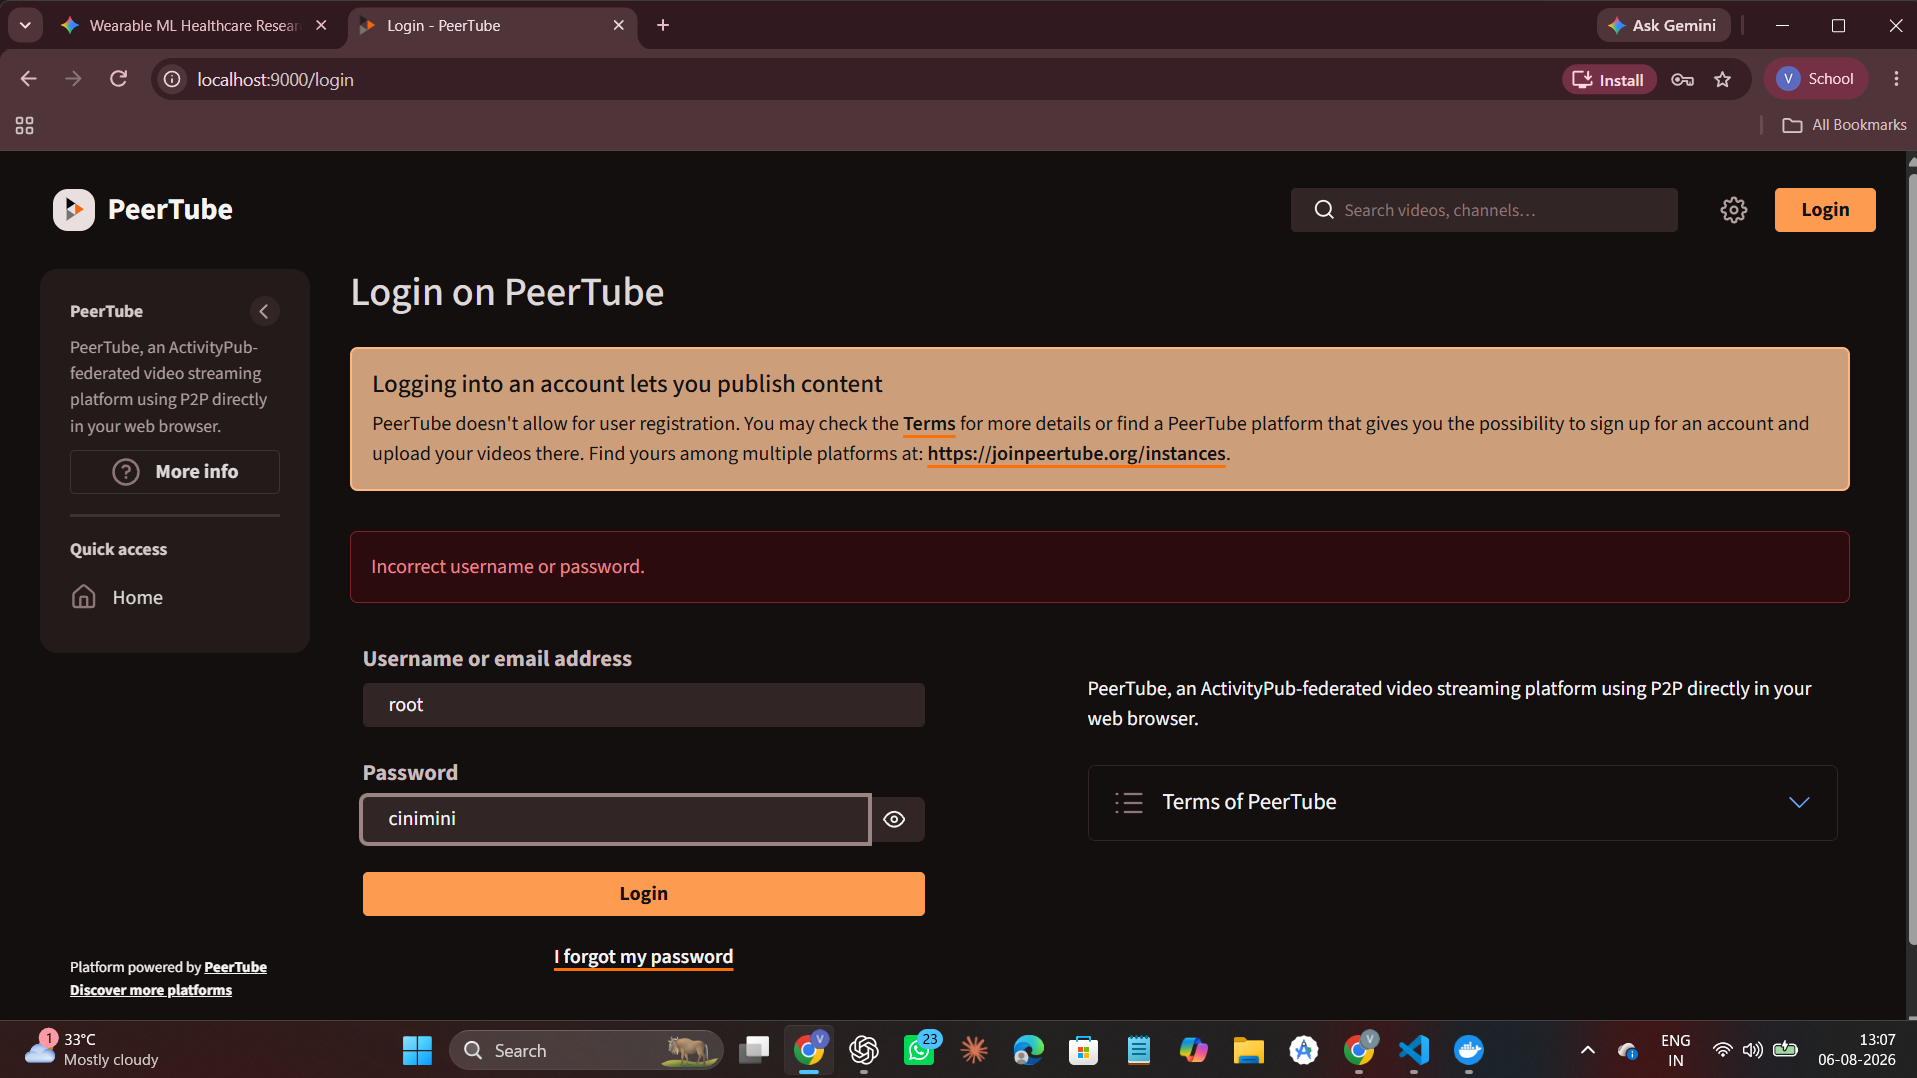 Wearable ML Healthcare Resear
Login - PeerTube
Ask Gemini
localhost:9000/login
Install
V
School
All Bookmarks
PeerTube
Search videos, channels…
Login
PeerTube
PeerTube, an ActivityPub-
federated video streaming
platform using P2P directly
in your web browser.
More info
Quick access
Home
Platform powered by PeerTube
Discover more platforms
Login on PeerTube
Logging into an account lets you publish content
PeerTube doesn't allow for user registration. You may check the Terms for more details or find a PeerTube platform that gives you the possibility to sign up for an account and
upload your videos there. Find yours among multiple platforms at: https://joinpeertube.org/instances.
Incorrect username or password.
Username or email address
root
Password
cinimini
Login
I forgot my password
PeerTube, an ActivityPub-federated video streaming platform using P2P directly in your
web browser.
Terms of PeerTube
1
33°C
Mostly cloudy
Search
V
23
V
ENG
IN
13:07
06-08-2026